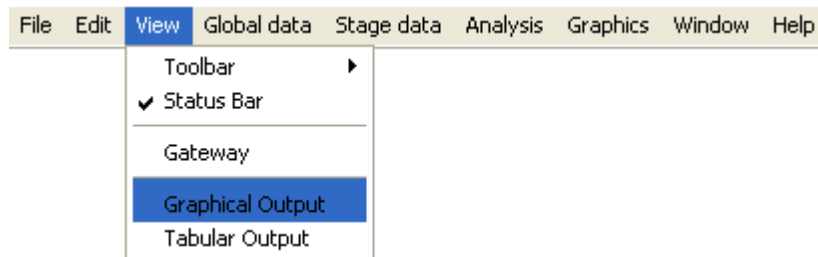 File Edit View Global data Stage data Analysis Graphics Window Help
Toolbar
Status Bar
Gateway
Graphical Output
Tabular Output